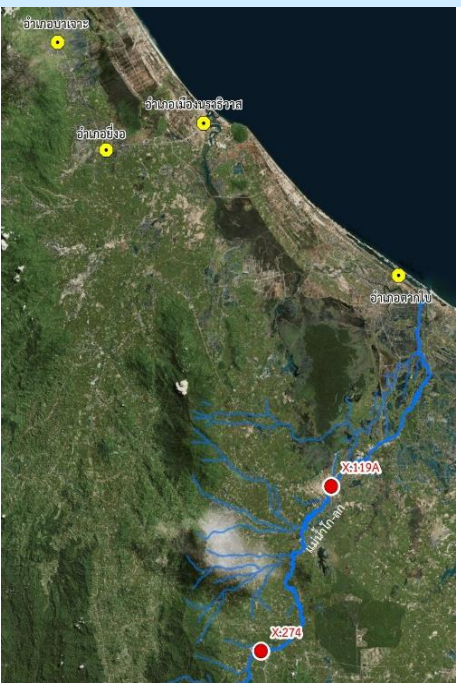 อำเภอบาเจาะ
อำเภอเมืองนราธิวาส
อำเภอยี่งอ
อำเภอตากใบ
X.119A
แม่น้ำโก-ลก
X.274